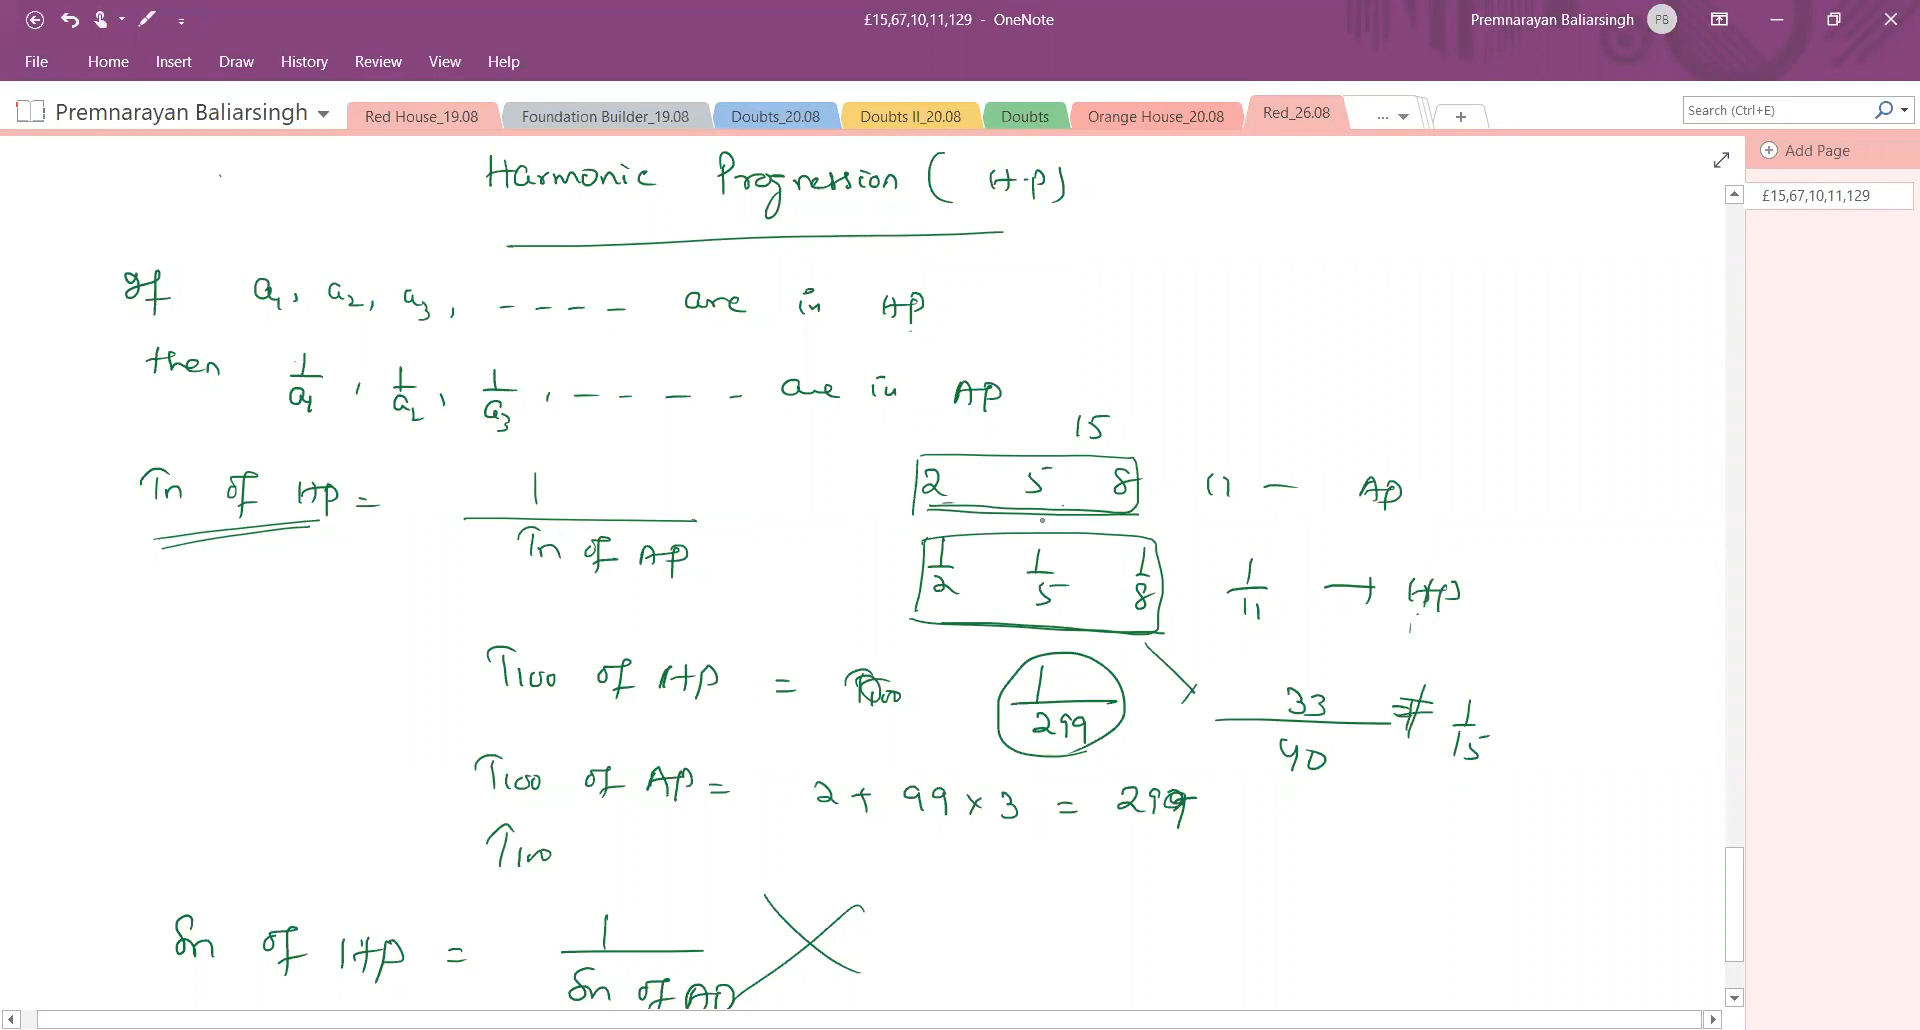 £15,67,10,11,129 - OneNote
Premnarayan Baliarsingh PB
File Home Insert Draw History Review View Help
Premnarayan Baliarsingh Red House_19.08 Foundation Builder_19.08 Doubts_20.08 Doubts II_20.08 Doubts Orange House_20.08 Red_26.08 ... +
Search (Ctrl+E)
Add Page
£15,67,10,11,129
Harmonic Progression (H.P)
If a1, a2, a3, ---- are in HP
then 1/a1, 1/a2, 1/a3, ---- are in AP
15
Tn of HP = 1/Tn of AP
2 5 8 11 — AP
1/2 1/5 1/8 1/11 → HP
T100 of HP = 1/299
33/40 ≠ 1/15
T100 of AP = 2 + 99 × 3 = 299
T100
Sn of HP = 1/Sn of AP